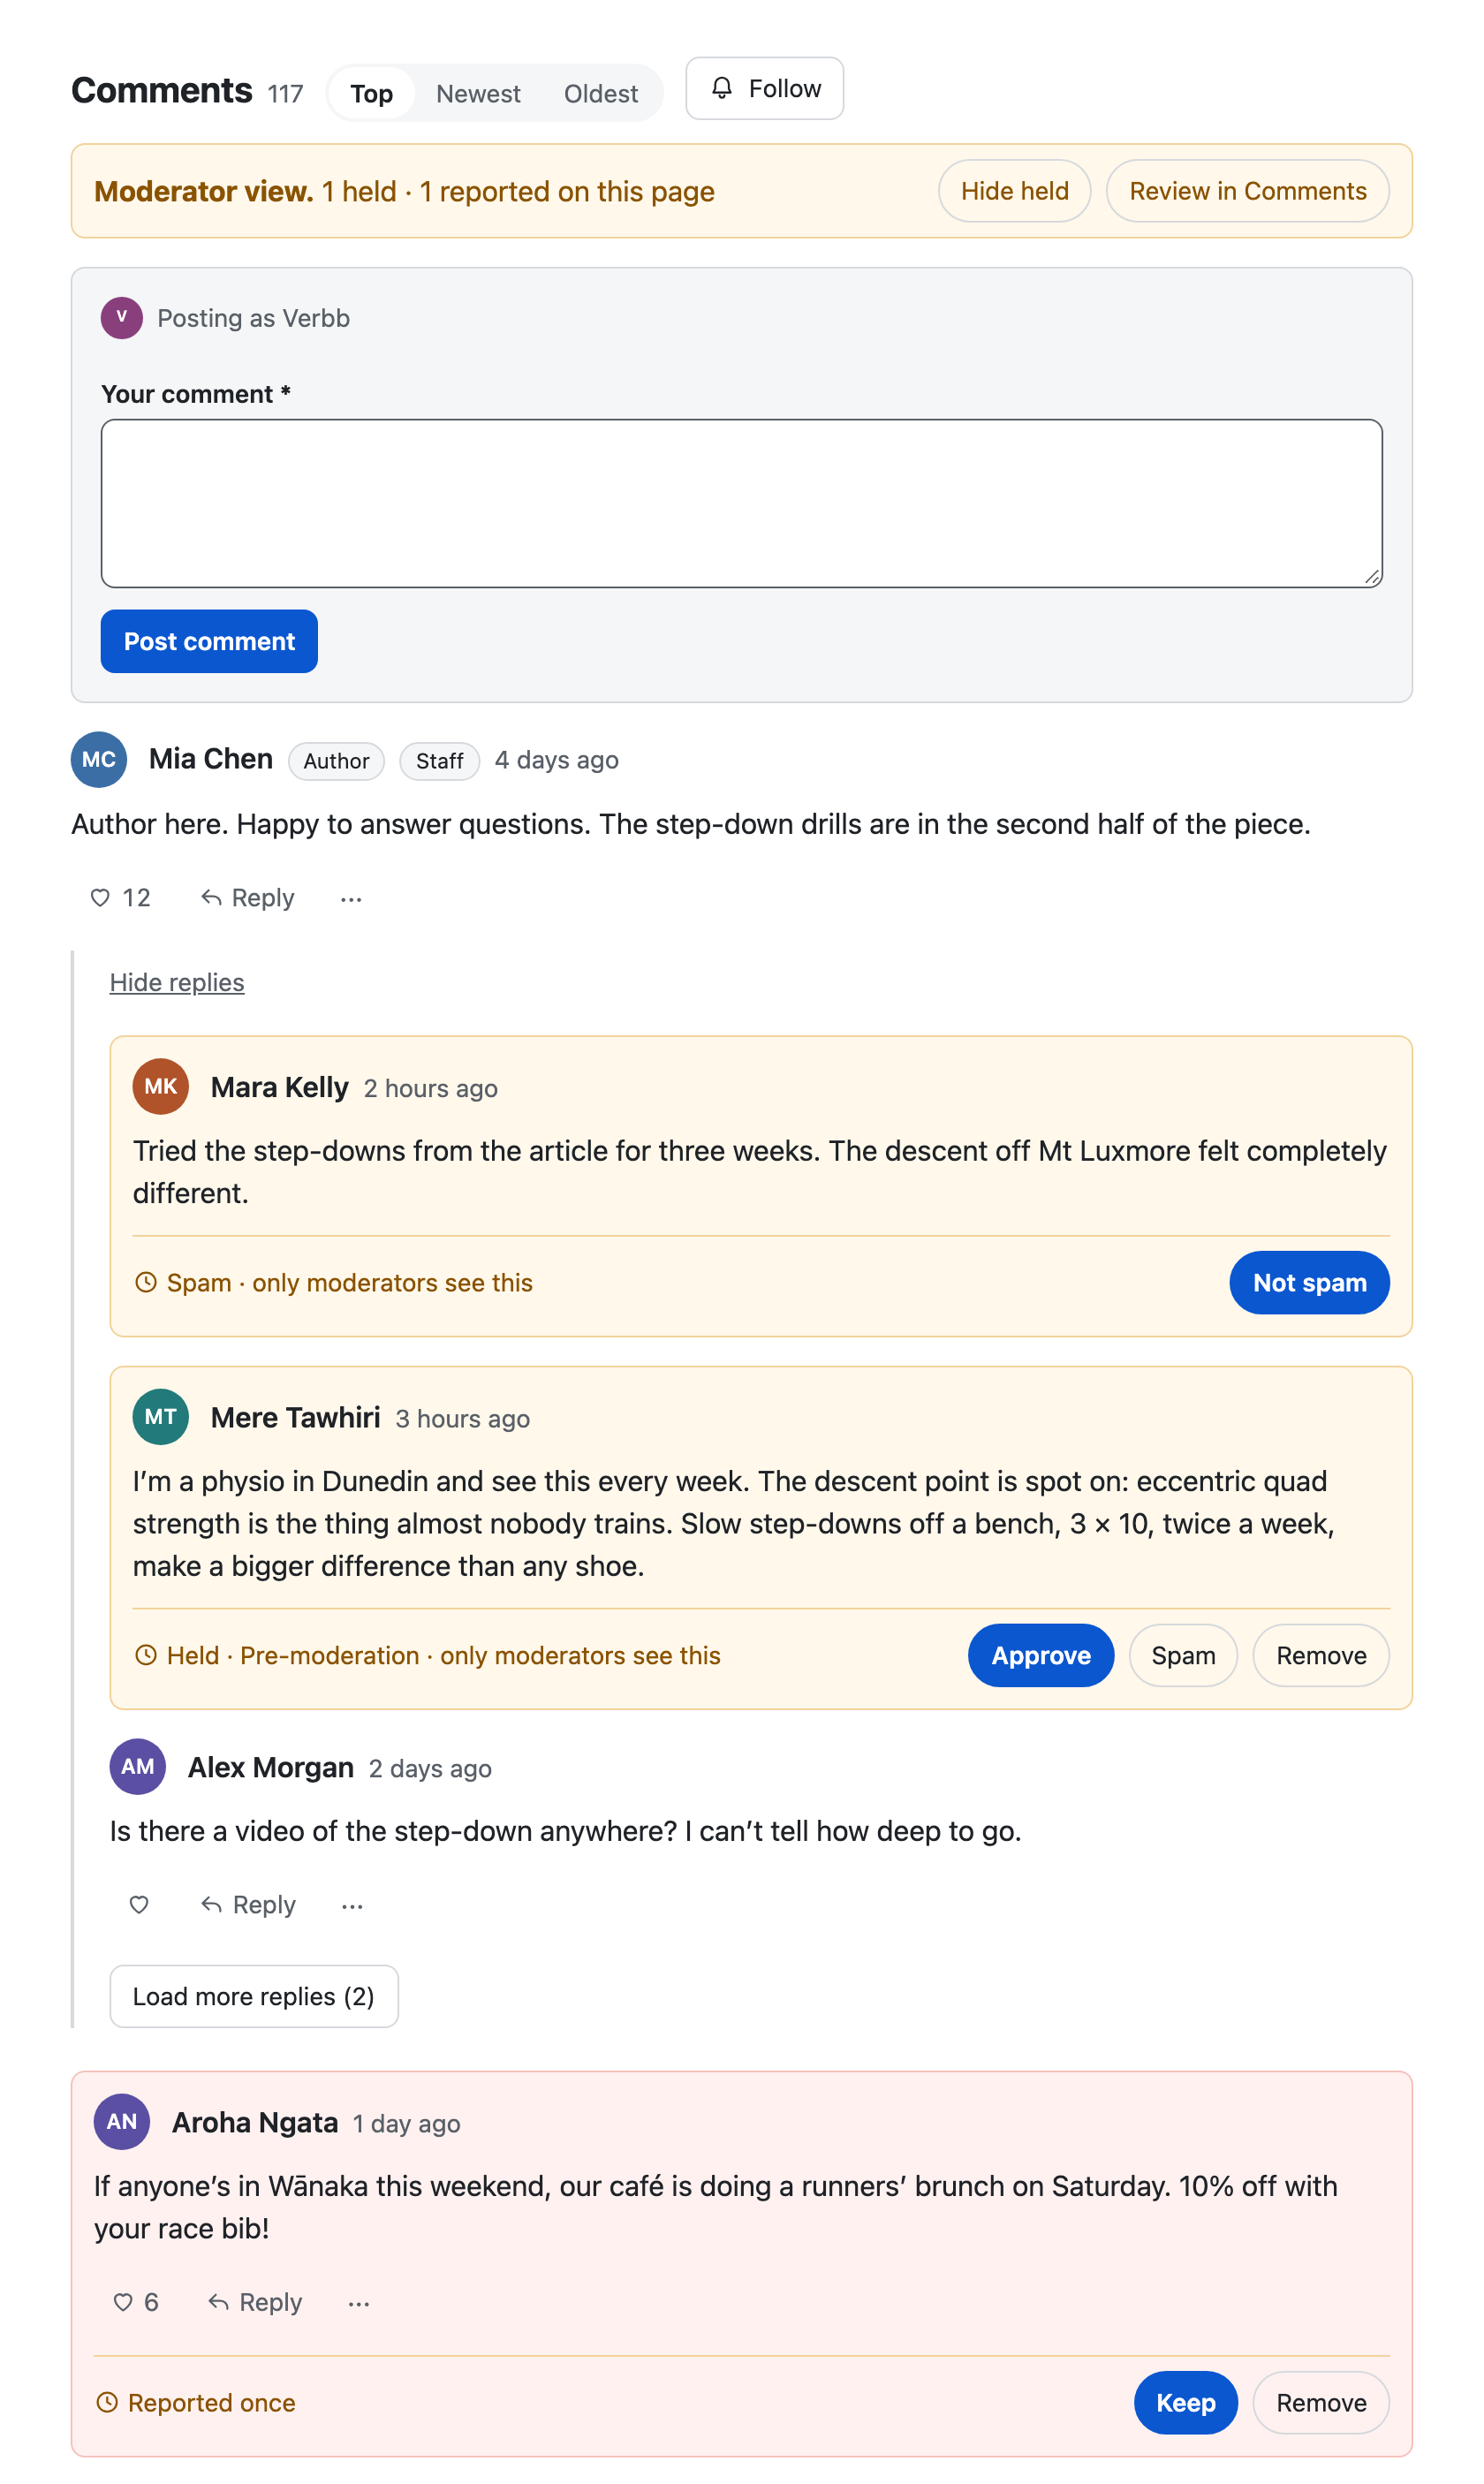 Comments 117 Top Newest Oldest Follow
Moderator view. 1 held · 1 reported on this page Hide held Review in Comments
V Posting as Verbb
Your comment *
Post comment
MC Mia Chen Author Staff 4 days ago
Author here. Happy to answer questions. The step-down drills are in the second half of the piece.
12 Reply ...
Hide replies
MK Mara Kelly 2 hours ago
Tried the step-downs from the article for three weeks. The descent off Mt Luxmore felt completely
different.
Spam · only moderators see this Not spam
MT Mere Tawhiri 3 hours ago
I’m a physio in Dunedin and see this every week. The descent point is spot on: eccentric quad
strength is the thing almost nobody trains. Slow step-downs off a bench, 3 × 10, twice a week,
make a bigger difference than any shoe.
Held · Pre-moderation · only moderators see this Approve Spam Remove
AM Alex Morgan 2 days ago
Is there a video of the step-down anywhere? I can’t tell how deep to go.
Reply ...
Load more replies (2)
AN Aroha Ngata 1 day ago
If anyone’s in Wānaka this weekend, our café is doing a runners’ brunch on Saturday. 10% off with
your race bib!
6 Reply ...
Reported once Keep Remove